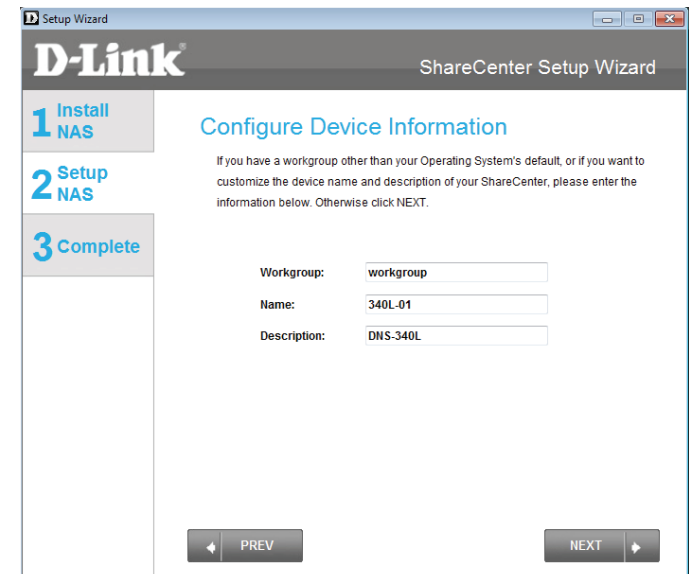 Setup Wizard
D-Link®
ShareCenter Setup Wizard
1 Install
NAS
2 Setup
NAS
3 Complete
Configure Device Information
If you have a workgroup other than your Operating System's default, or if you want to
customize the device name and description of your ShareCenter, please enter the
information below. Otherwise click NEXT.
Workgroup: workgroup
Name: 340L-01
Description: DNS-340L
PREV
NEXT